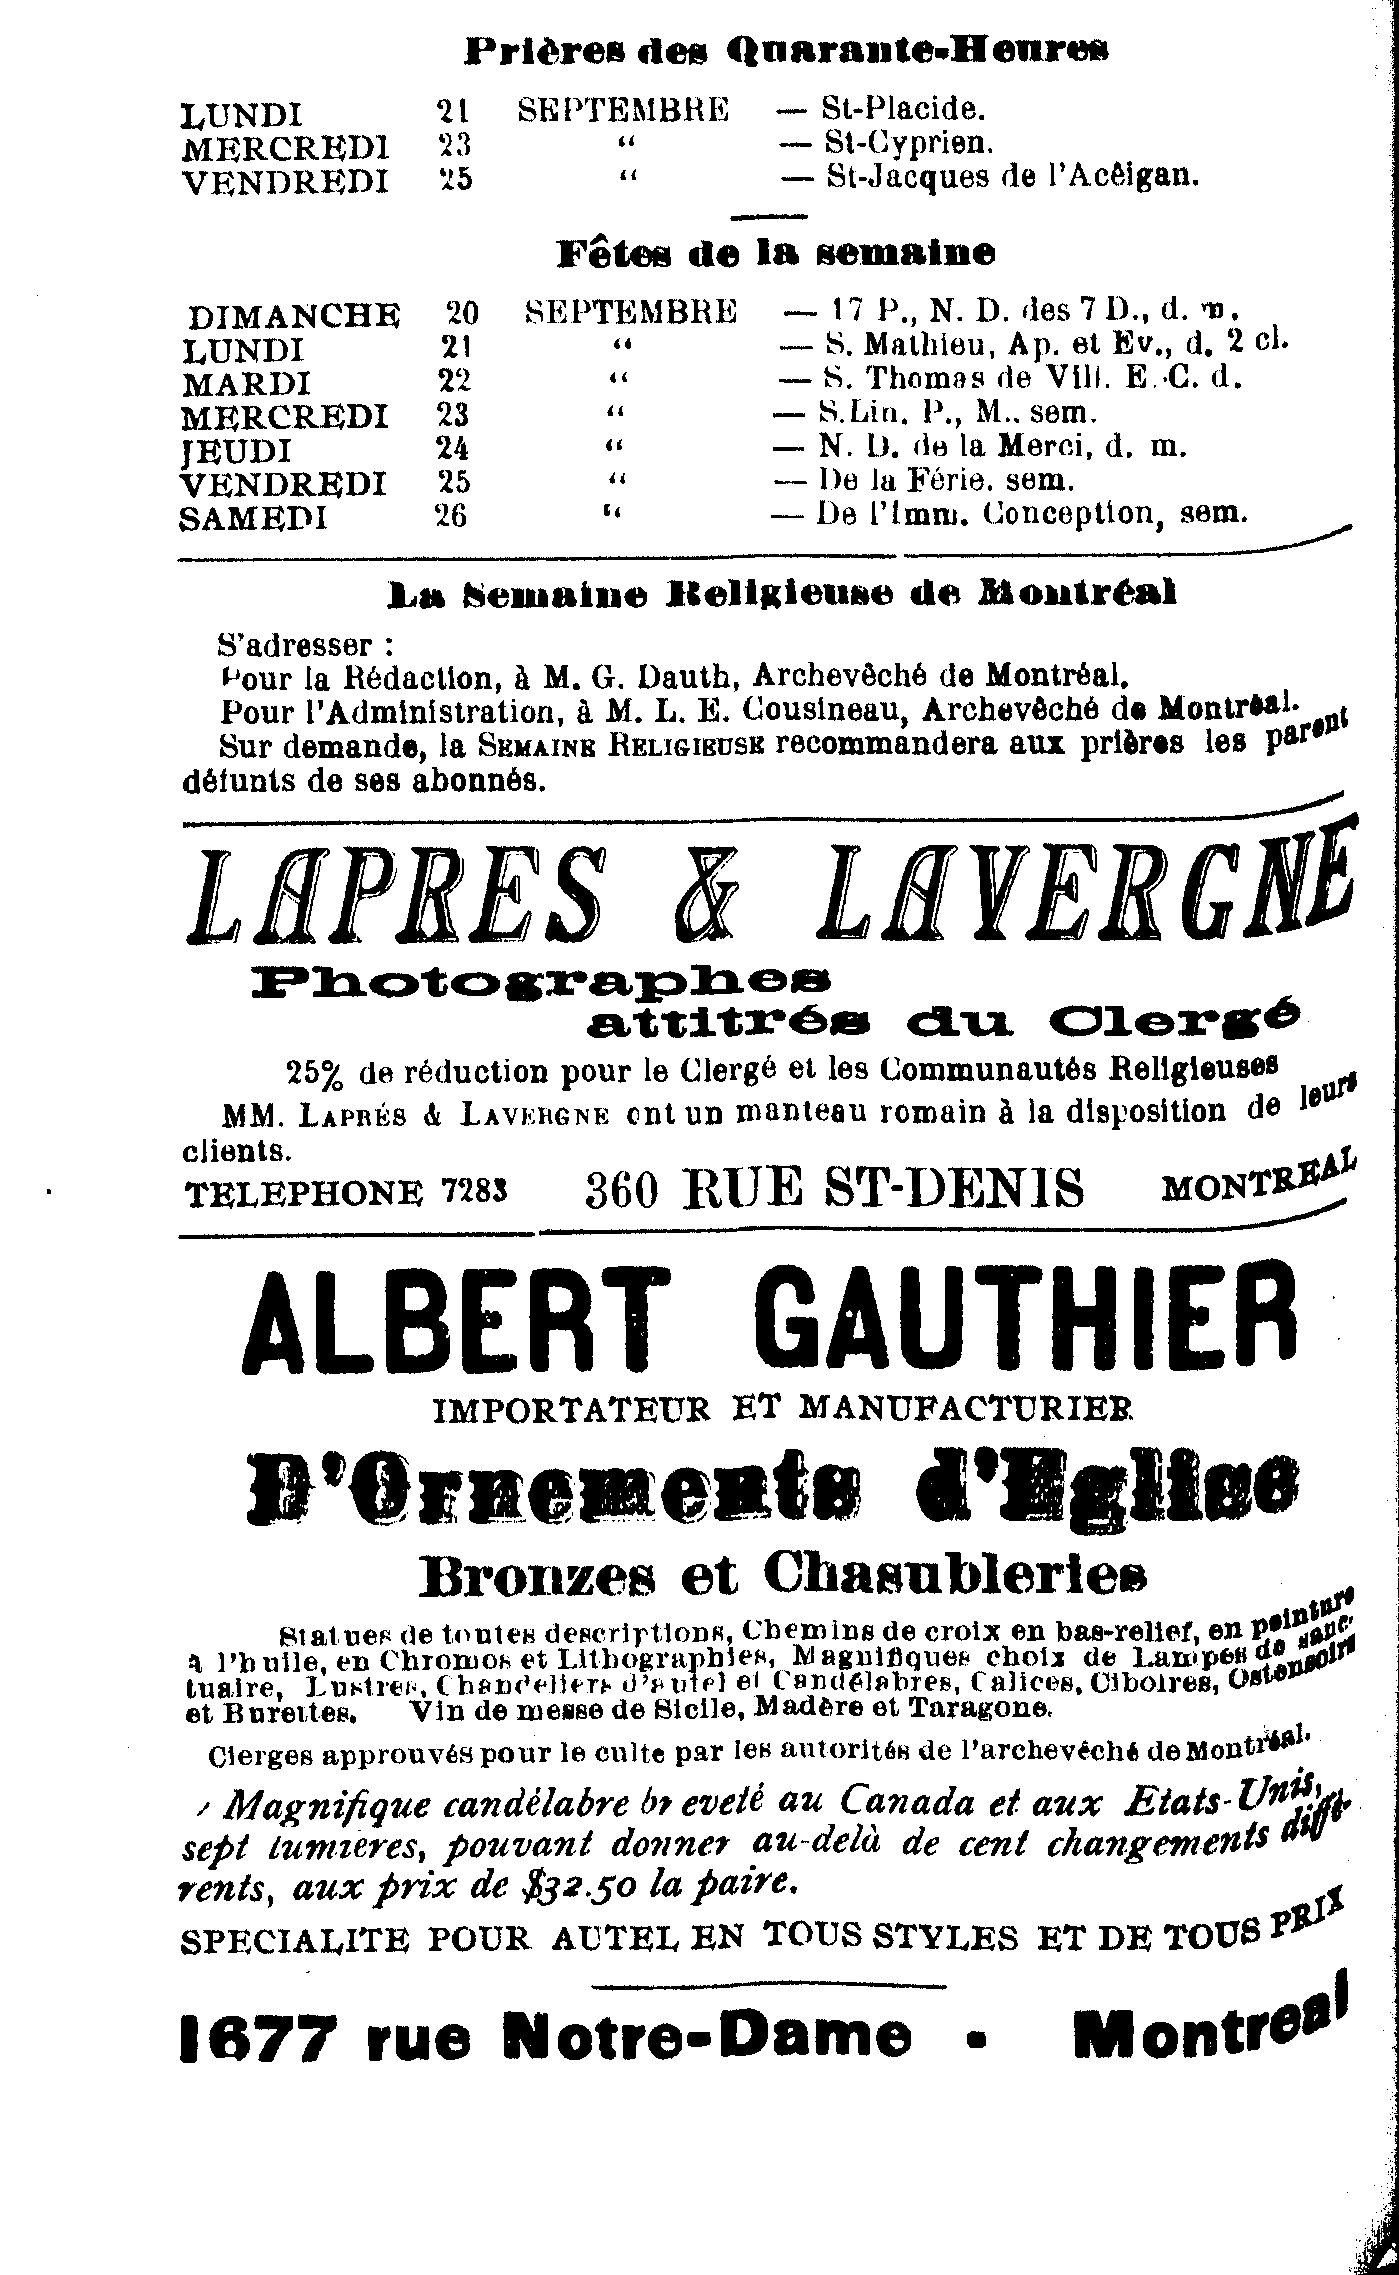 Prières des Quarante-Heures
LUNDI 21 SEPTEMBRE — St-Placide.
MERCREDI 23 “ — St-Cyprien.
VENDREDI 25 “ — St-Jacques de l'Acêigan.
Fêtes de la semaine
DIMANCHE 20 SEPTEMBRE — 17 P., N. D. des 7 D., d. m.
LUNDI 21 “ — S. Mathieu, Ap. et Ev., d. 2 cl.
MARDI 22 “ — S. Thomas de Vill. E.-C. d.
MERCREDI 23 “ — S. Lin. P., M.. sem.
JEUDI 24 “ — N. D. de la Merci, d. m.
VENDREDI 25 “ — De la Férie. sem.
SAMEDI 26 “ — De l'Imm. Conception, sem.
La Semaine Religieuse de Montréal
S'adresser :
Pour la Rédaction, à M. G. Dauth, Archevêché de Montréal.
Pour l'Administration, à M. L. E. Cousineau, Archevêché de Montréal.
Sur demande, la SEMAINE RELIGIEUSE recommandera aux prières les parent
défunts de ses abonnés.
LAPRES & LAVERGNE
Photographes
attitrés du Clergé
25% de réduction pour le Clergé et les Communautés Religieuses
MM. LAPRÉS & LAVERGNE ont un manteau romain à la disposition de leurs
clients.
TELEPHONE 7283 360 RUE ST-DENIS MONTREAL
ALBERT GAUTHIER
IMPORTATEUR ET MANUFACTURIER
D'Ornements d'Eglise
Bronzes et Chasubleries
Statues de toutes descriptions, Chemins de croix en bas-relief, en peinture
à l'huile, en Chromos et Lithographies, Magnifiques choix de Lampes de sanc-
tuaire, Lustres, Chandeliers d'autel et Candélabres, Calices, Ciboires, Ostensoirs
et Burettes. Vin de messe de Sicile, Madère et Taragone.
Cierges approuvés pour le culte par les autorités de l'archevêché de Montréal.
Magnifique candélabre breveté au Canada et aux Etats-Unis,
sept lumières, pouvant donner au-delà de cent changements diffé-
rents, aux prix de $32.50 la paire.
SPECIALITE POUR AUTEL EN TOUS STYLES ET DE TOUS PRIX
1677 rue Notre-Dame - Montreal